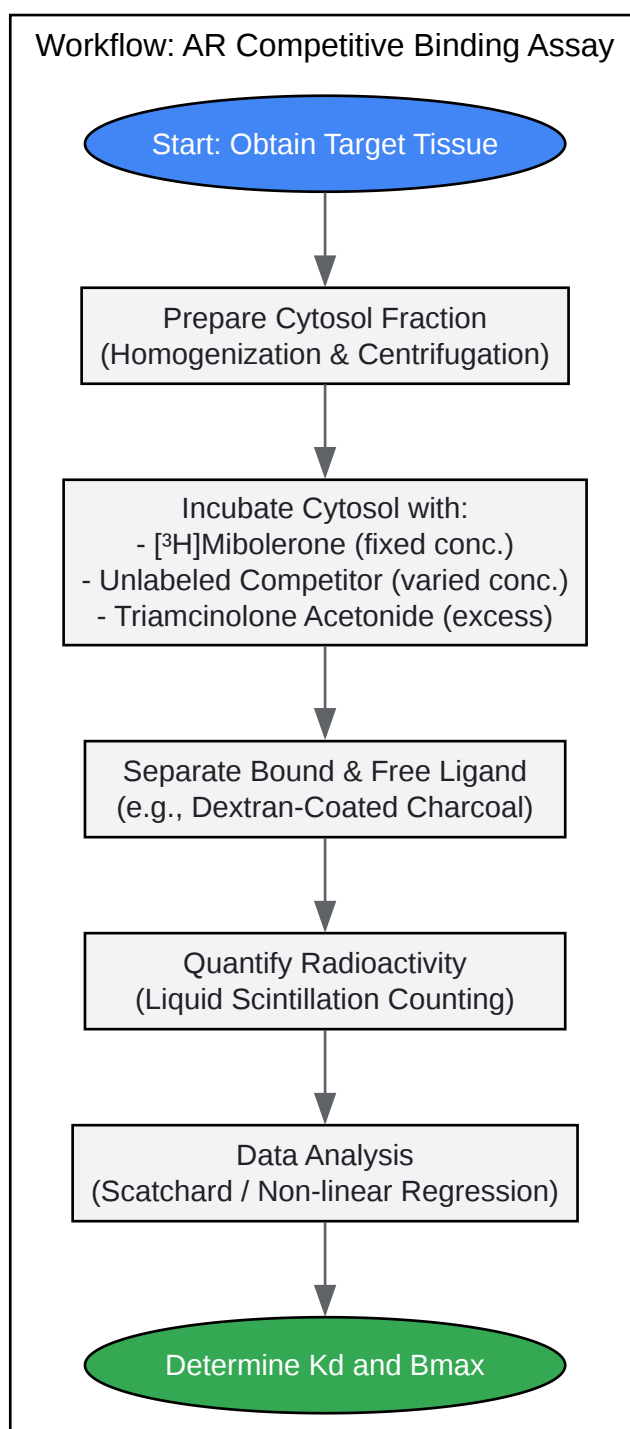 Workflow: AR Competitive Binding Assay
Start: Obtain Target Tissue
Prepare Cytosol Fraction
(Homogenization & Centrifugation)
Incubate Cytosol with:
- [³H]Mibolerone (fixed conc.)
- Unlabeled Competitor (varied conc.)
- Triamcinolone Acetonide (excess)
Separate Bound & Free Ligand
(e.g., Dextran-Coated Charcoal)
Quantify Radioactivity
(Liquid Scintillation Counting)
Data Analysis
(Scatchard / Non-linear Regression)
Determine Kd and Bmax